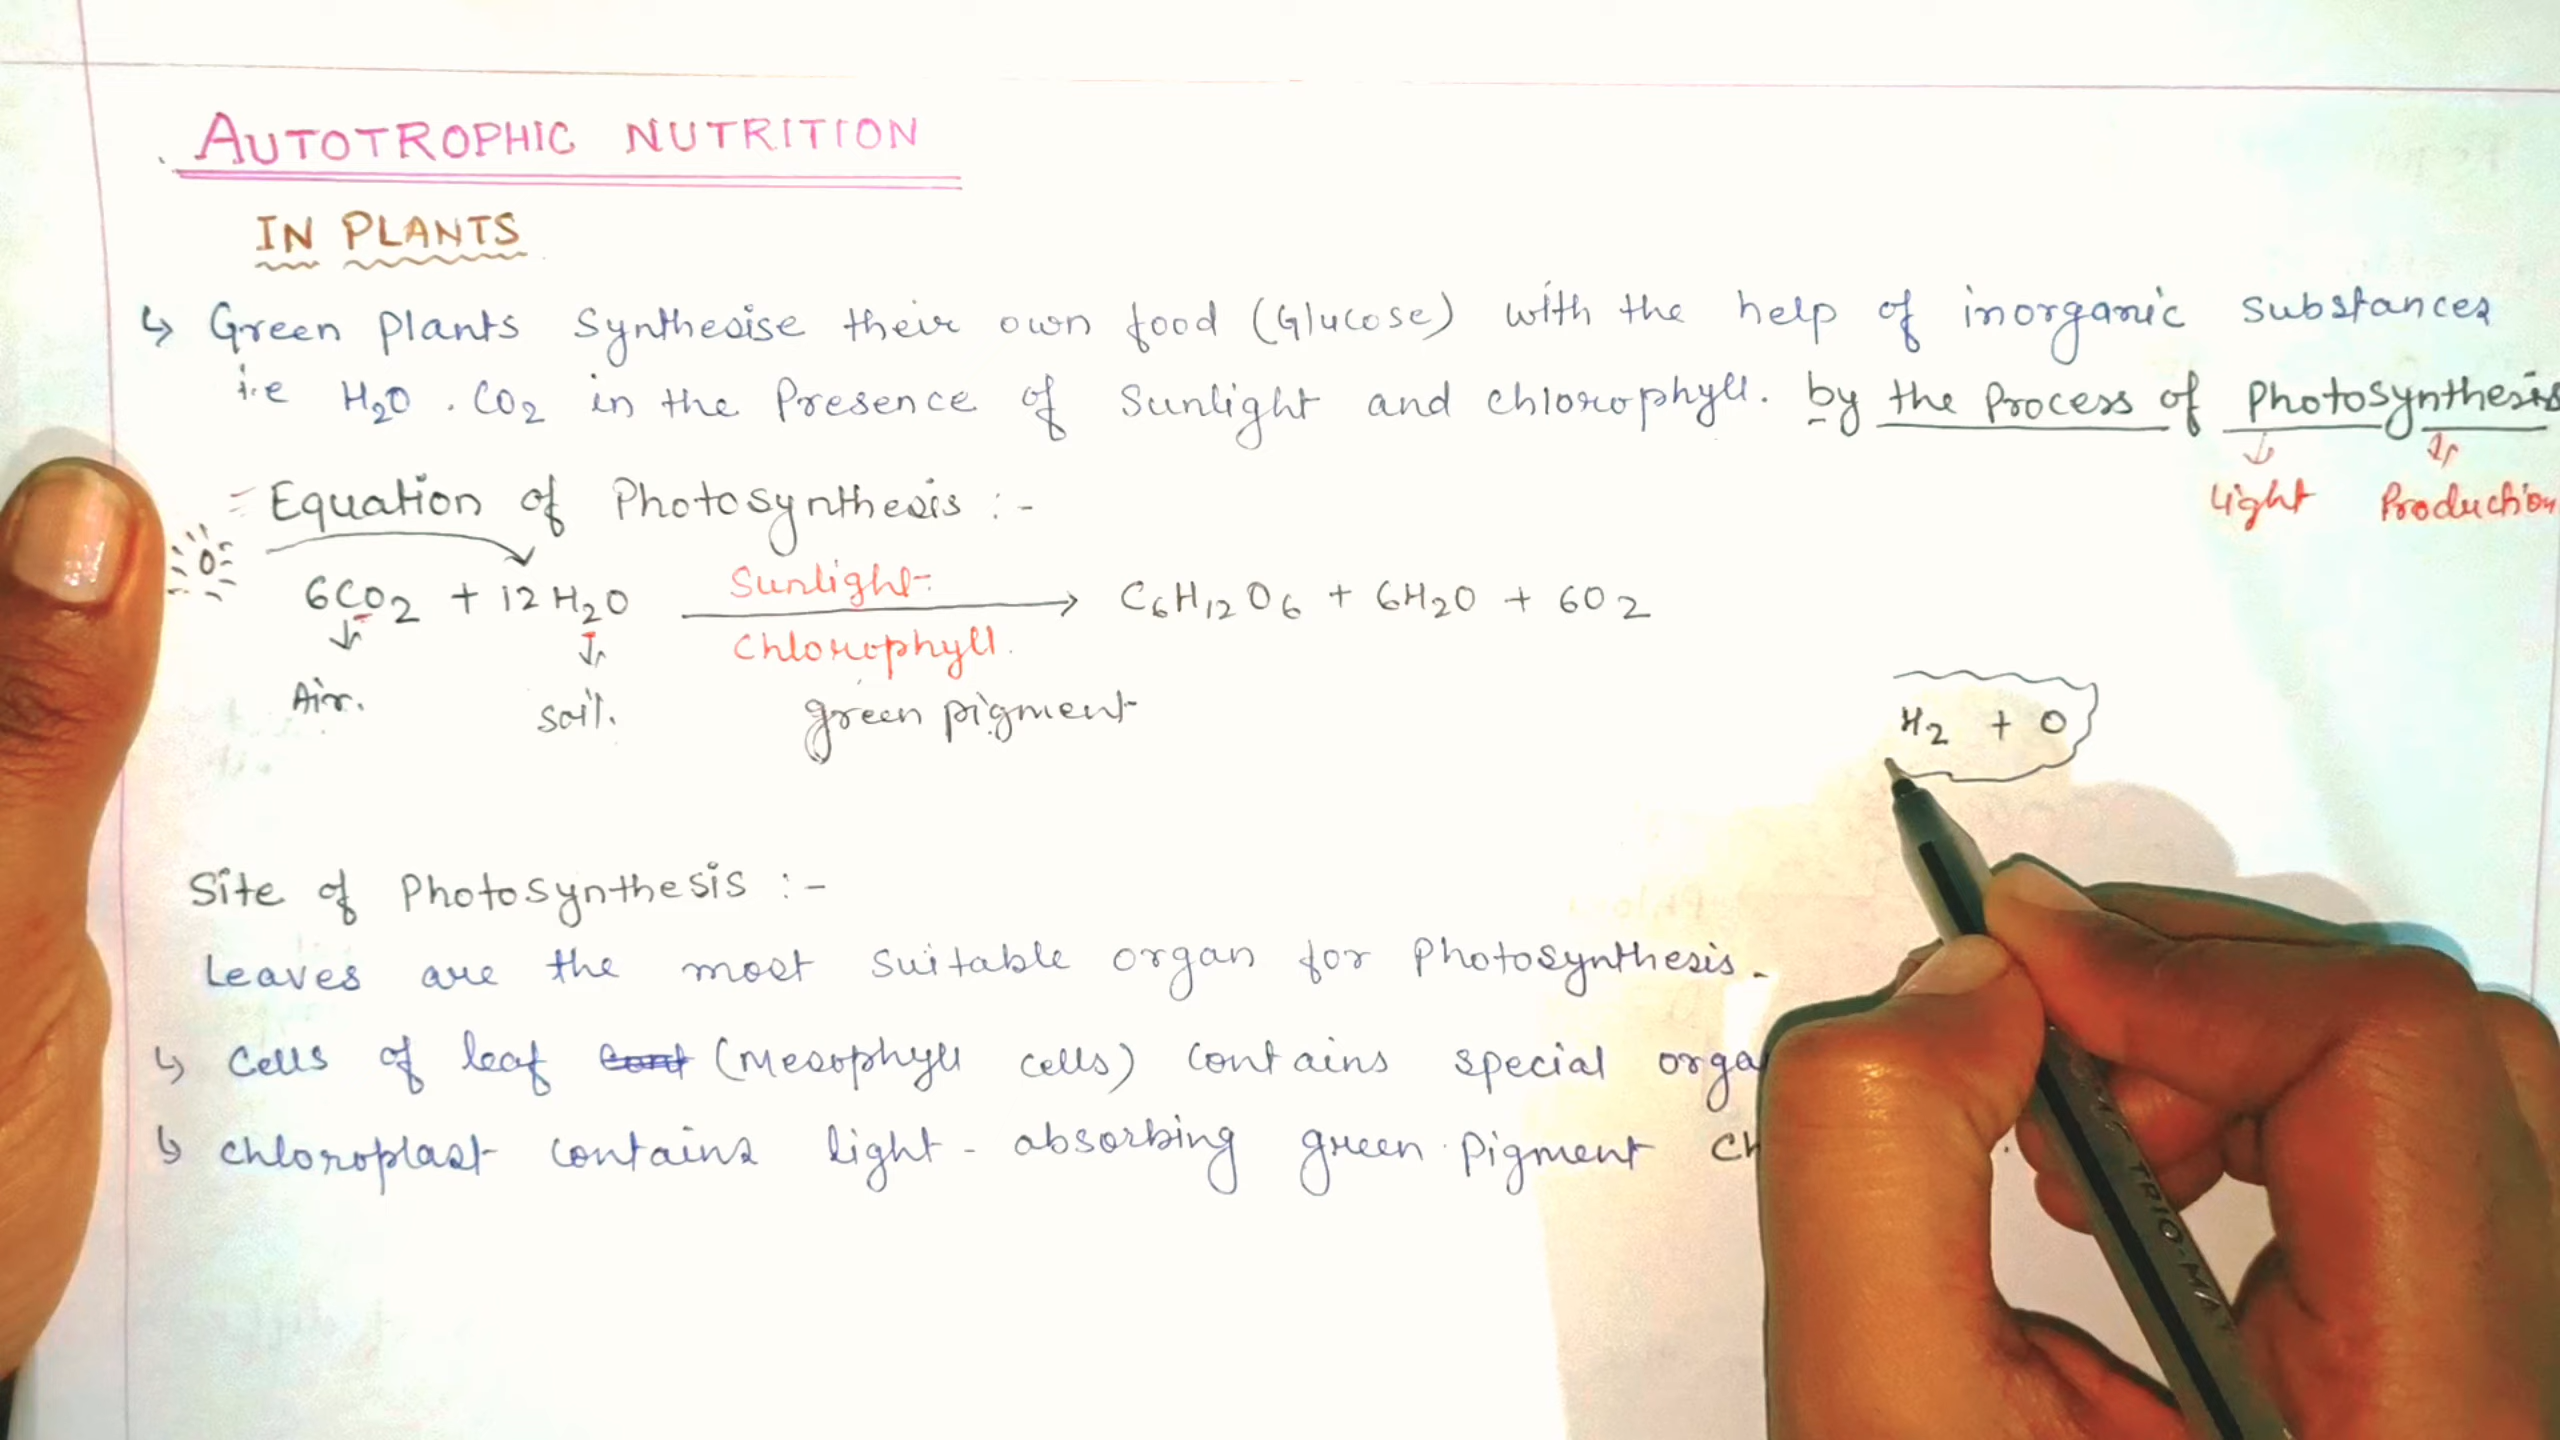 AUTOTROPHIC NUTRITION
IN PLANTS
↳ Green plants synthesise their own food (Glucose) with the help of inorganic substances
i.e H2O . CO2 in the Presence of Sunlight and chlorophyll. by the Process of Photosynthesis
↓ ↓
light Production
Equation of Photosynthesis :-
6CO2 + 12H2O Sunlight Chlorophyll → C6H12O6 + 6H2O + 6O2
↓ ↓
Air. soil. green pigment
H2 + O
Site of Photosynthesis :-
Leaves are the most suitable organ for Photosynthesis.
↳ Cells of leaf (Mesophyll cells) contains special
↳ chloroplast contains light - absorbing green pigment
TRIO-MA